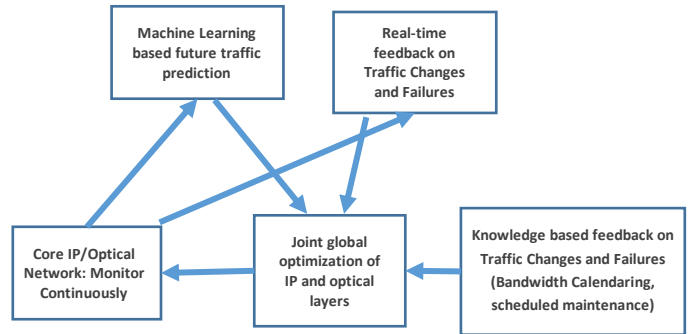 Machine Learning
based future traffic
prediction
Real-time
feedback on
Traffic Changes
and Failures
Core IP/Optical
Network: Monitor
Continuously
Joint global
optimization of
IP and optical
layers
Knowledge based feedback on
Traffic Changes and Failures
(Bandwidth Calendaring,
scheduled maintenance)